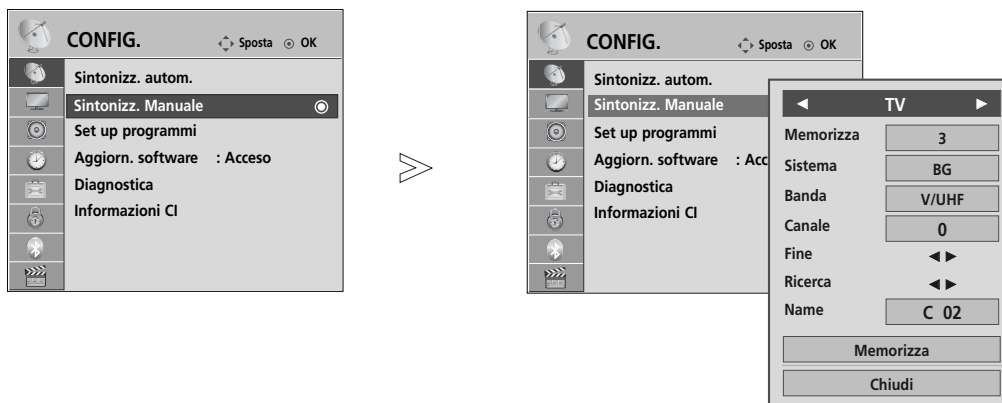 CONFIG. Sposta OK
Sintonizz. autom.
Sintonizz. Manuale
Set up programmi
Aggiorn. software : Acceso
Diagnostica
Informazioni CI
CONFIG. Sposta OK
Sintonizz. autom.
Sintonizz. Manuale
Set up programmi
Aggiorn. software : Acc
Diagnostica
Informazioni CI
TV
Memorizza 3
Sistema BG
Banda V/UHF
Canale 0
Fine
Ricerca
Name C 02
Memorizza
Chiudi